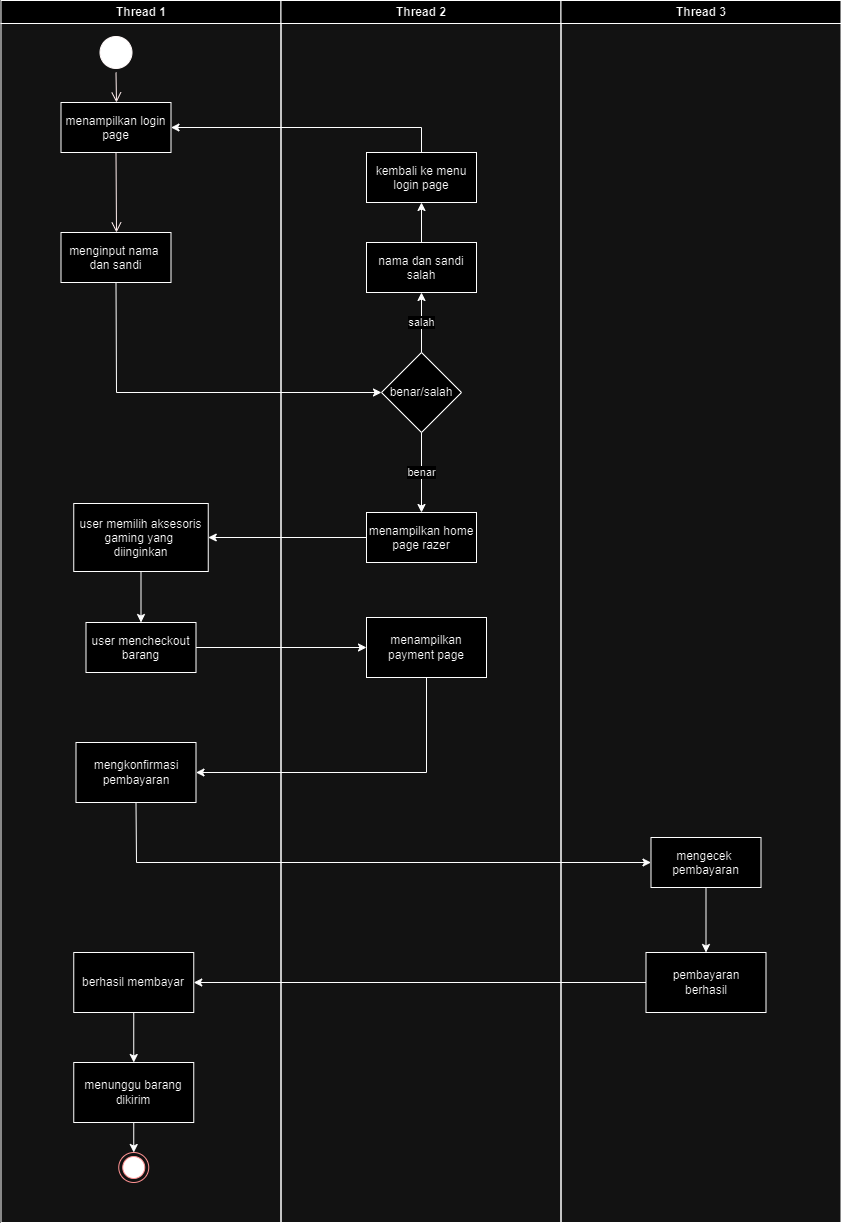 Thread 1
Thread 2
Thread 3
menampilkan login
page
kembali ke menu
login page
menginput nama
dan sandi
nama dan sandi
salah
salah
benar/salah
benar
menampilkan home
page razer
user memilih aksesoris
gaming yang
diinginkan
user mencheckout
barang
menampilkan
payment page
mengkonfirmasi
pembayaran
mengecek
pembayaran
pembayaran
berhasil
berhasil membayar
menunggu barang
dikirim